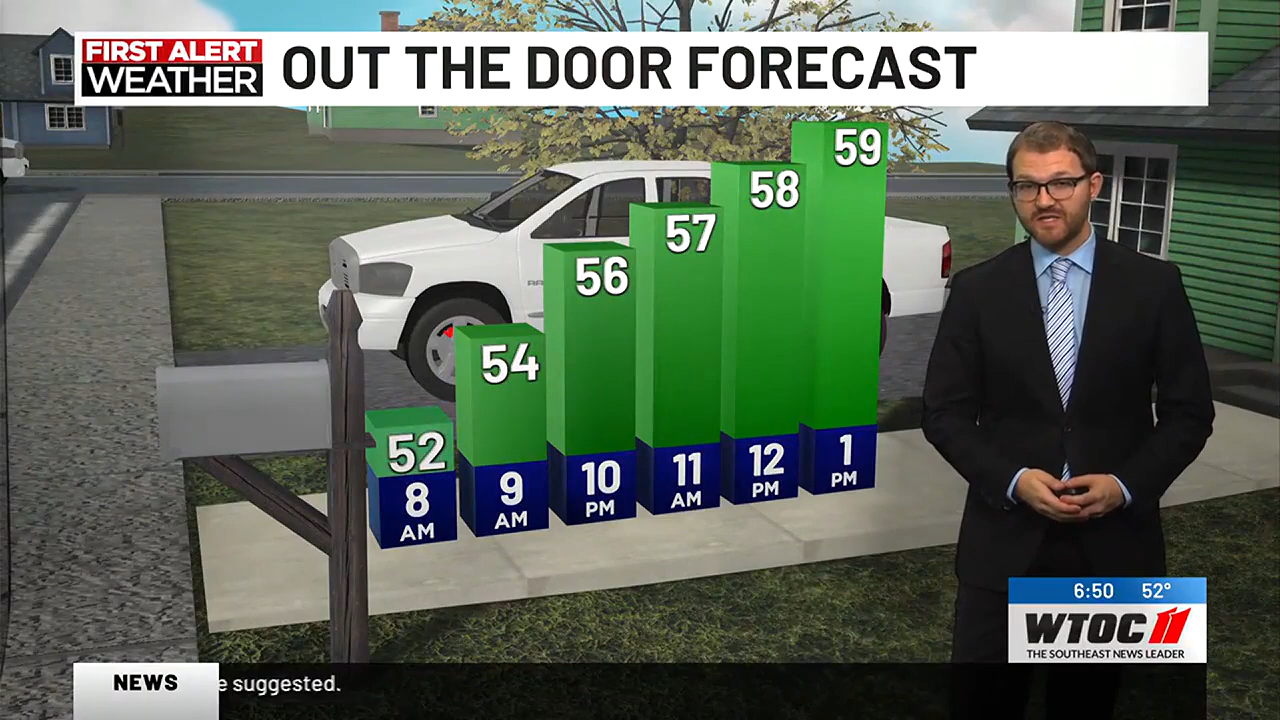 FIRST ALERT
WEATHER
OUT THE DOOR FORECAST
59
58
57
56
54
52
8
AM
9
AM
10
PM
11
AM
12
PM
1
PM
6:50 52°
WTOC 11
THE SOUTHEAST NEWS LEADER
NEWS
e suggested.